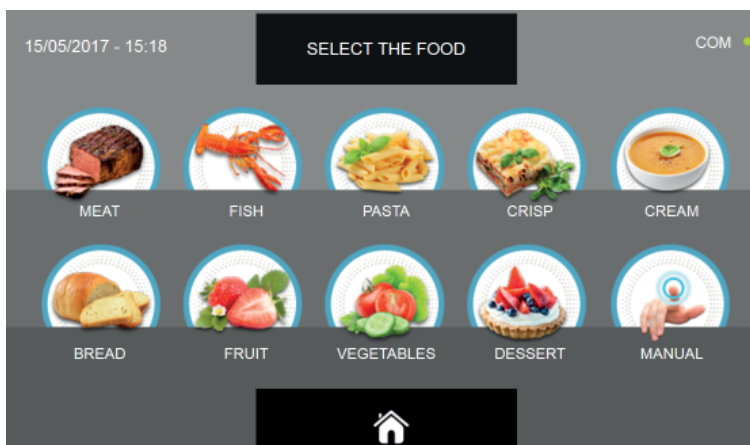 15/05/2017 - 15:18
SELECT THE FOOD
COM
MEAT
FISH
PASTA
CRISP
CREAM
BREAD
FRUIT
VEGETABLES
DESSERT
MANUAL